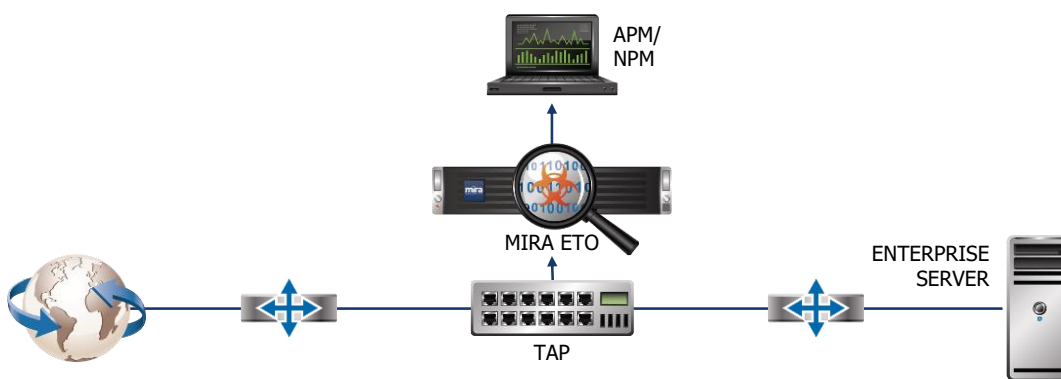 APM/
NPM
mira
MIRA ETO
ENTERPRISE
SERVER
TAP